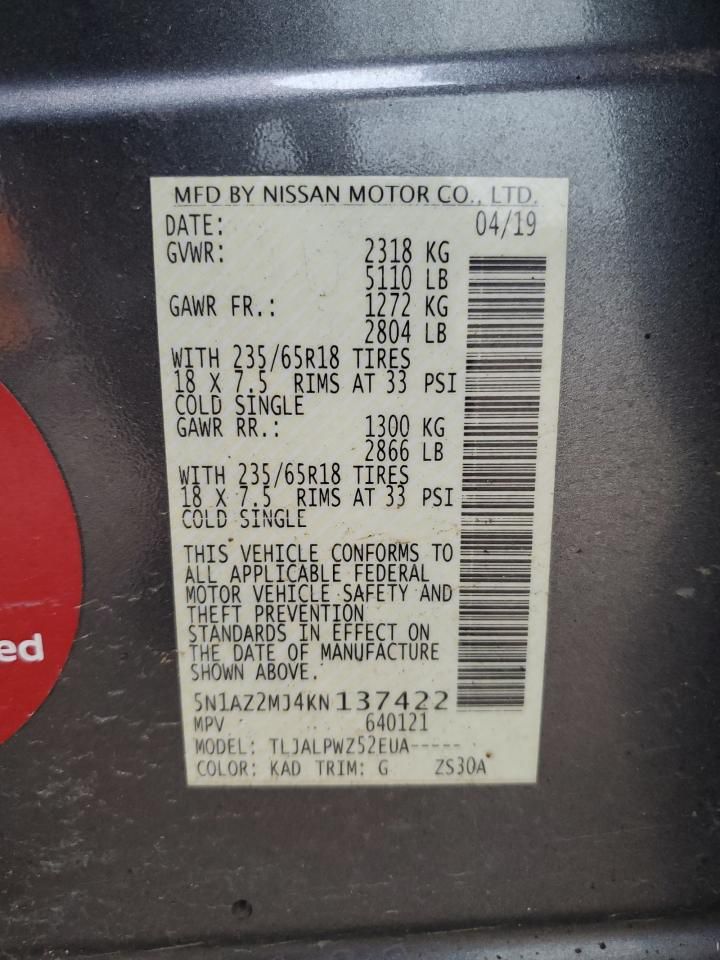 MFD BY NISSAN MOTOR CO., LTD.
DATE: 04/19
GVWR: 2318 KG
5110 LB
GAWR FR.: 1272 KG
2804 LB
WITH 235/65R18 TIRES
18 X 7.5 RIMS AT 33 PSI
COLD SINGLE
GAWR RR.: 1300 KG
2866 LB
WITH 235/65R18 TIRES
18 X 7.5 RIMS AT 33 PSI
COLD SINGLE
THIS VEHICLE CONFORMS TO
ALL APPLICABLE FEDERAL
MOTOR VEHICLE SAFETY AND
THEFT PREVENTION
STANDARDS IN EFFECT ON
THE DATE OF MANUFACTURE
SHOWN ABOVE.
5N1AZ2MJ4KN137422
MPV 640121
MODEL: TLJALPWZ52EUA-----
COLOR: KAD TRIM: G ZS30A
ed